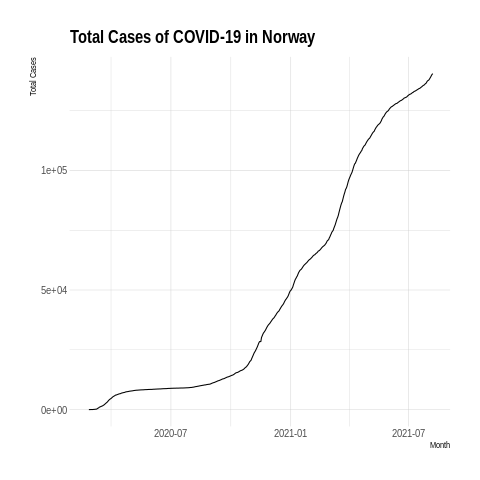 Total Cases of COVID-19 in Norway
Total Cases
1e+05
5e+04
0e+00
2020-07 2021-01 2021-07
Month